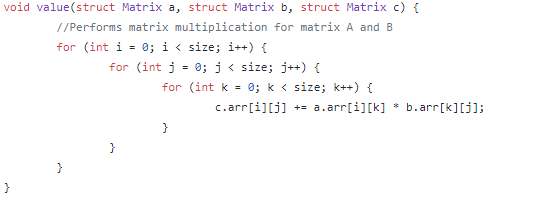 void value(struct Matrix a, struct Matrix b, struct Matrix c) {
        //Performs matrix multiplication for matrix A and B
        for (int i = 0; i < size; i++) {
                for (int j = 0; j < size; j++) {
                        for (int k = 0; k < size; k++) {
                                c.arr[i][j] += a.arr[i][k] * b.arr[k][j];
                        }
                }
        }
}